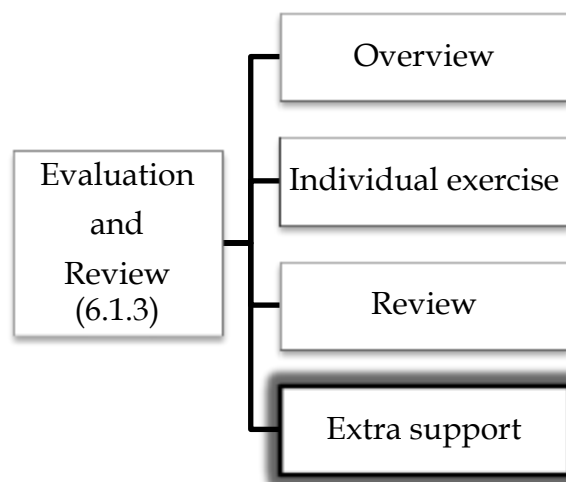 Evaluation
and
Review
(6.1.3)
Overview
Individual exercise
Review
Extra support